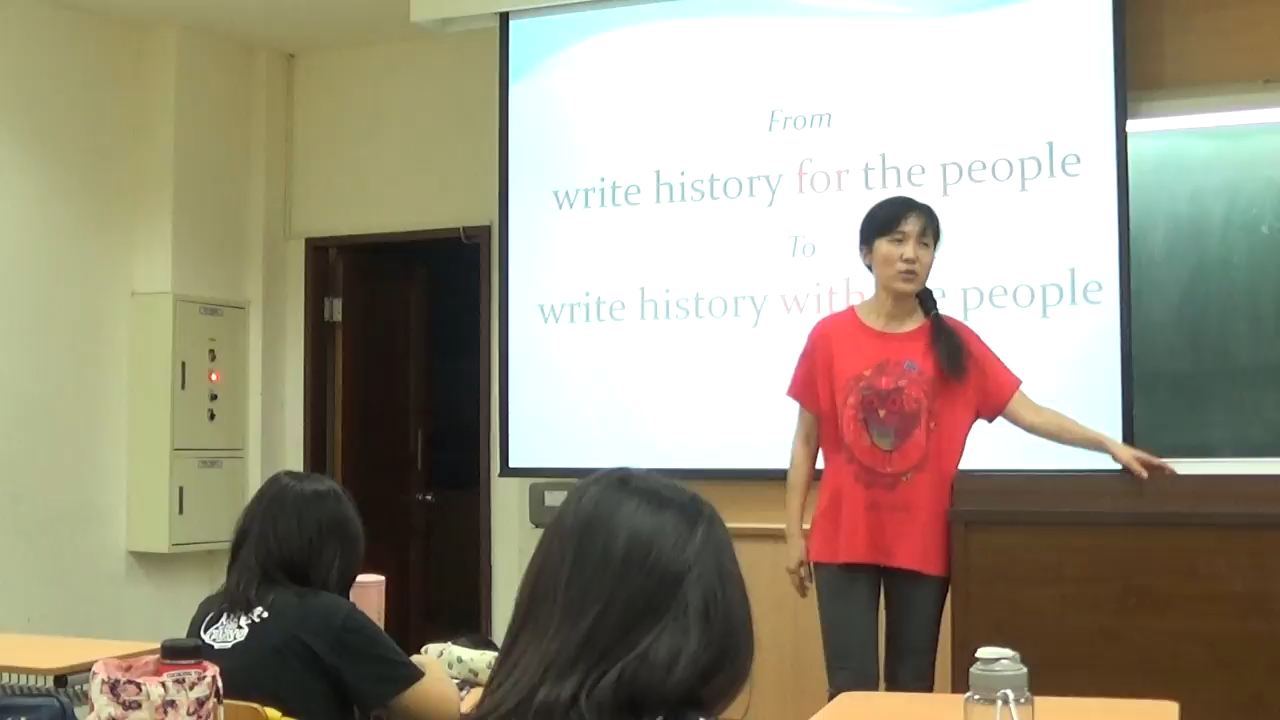 From
write history for the people
To
write history with e people